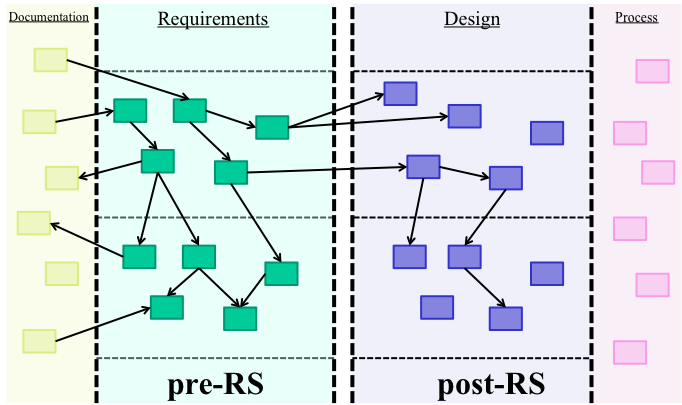 Documentation
Requirements
Design
Process
pre-RS
post-RS